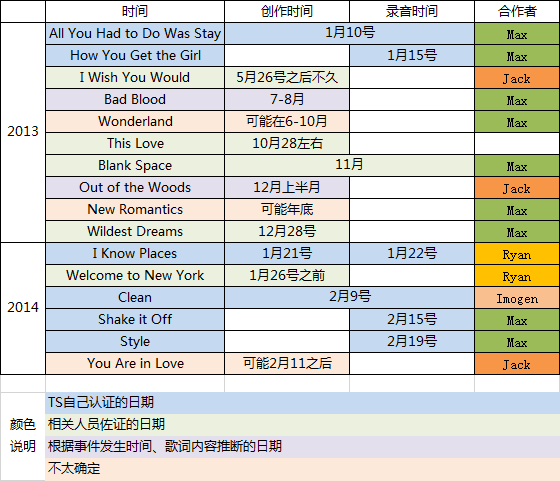 时间 创作时间 录音时间 合作者
2013
All You Had to Do Was Stay 1月10号 Max
How You Get the Girl 1月15号 Max
I Wish You Would 5月26号之后不久 Jack
Bad Blood 7-8月 Max
Wonderland 可能在6-10月 Max
This Love 10月28左右
Blank Space 11月 Max
Out of the Woods 12月上半月 Jack
New Romantics 可能年底 Max
Wildest Dreams 12月28号 Max
2014
I Know Places 1月21号 1月22号 Ryan
Welcome to New York 1月26号之前 Ryan
Clean 2月9号 Imogen
Shake it Off 2月15号 Max
Style 2月19号 Max
You Are in Love 可能2月11之后 Jack
颜色
说明
TS自己认证的日期
相关人员佐证的日期
根据事件发生时间、歌词内容推断的日期
不太确定